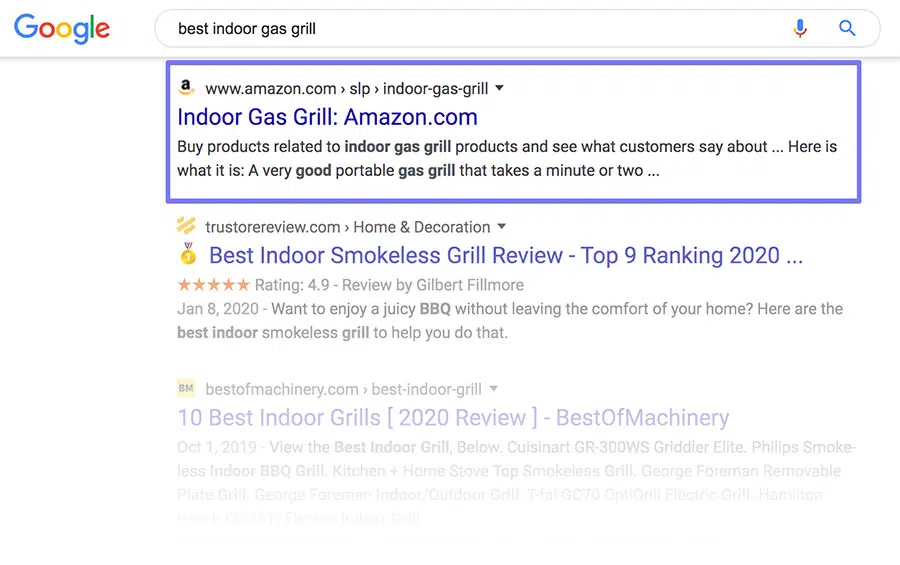 Google
best indoor gas grill
a
www.amazon.com › slp › indoor-gas-grill
Indoor Gas Grill: Amazon.com
Buy products related to indoor gas grill products and see what customers say about ... Here is
what it is: A very good portable gas grill that takes a minute or two ...
trustorereview.com › Home & Decoration
Best Indoor Smokeless Grill Review - Top 9 Ranking 2020 ...
Rating: 4.9 - Review by Gilbert Fillmore
Jan 8, 2020 - Want to enjoy a juicy BBQ without leaving the comfort of your home? Here are the
best indoor smokeless grill to help you do that.
BM
bestofmachinery.com › best-indoor-grill
10 Best Indoor Grills [ 2020 Review ] - BestOfMachinery
Oct 1, 2019 - View the Best Indoor Grill, Below. Cuisinart GR-300WS Griddler Elite. Philips Smoke-
less Indoor BBQ Grill. Kitchen + Home Stove Top Smokeless Grill. George Foreman Removable
Plate Grill. George Foreman Indoor/Outdoor Grill. T-fal GC70 OptiGrill Electric Grill. Hamilton
Electric Indoor Grill